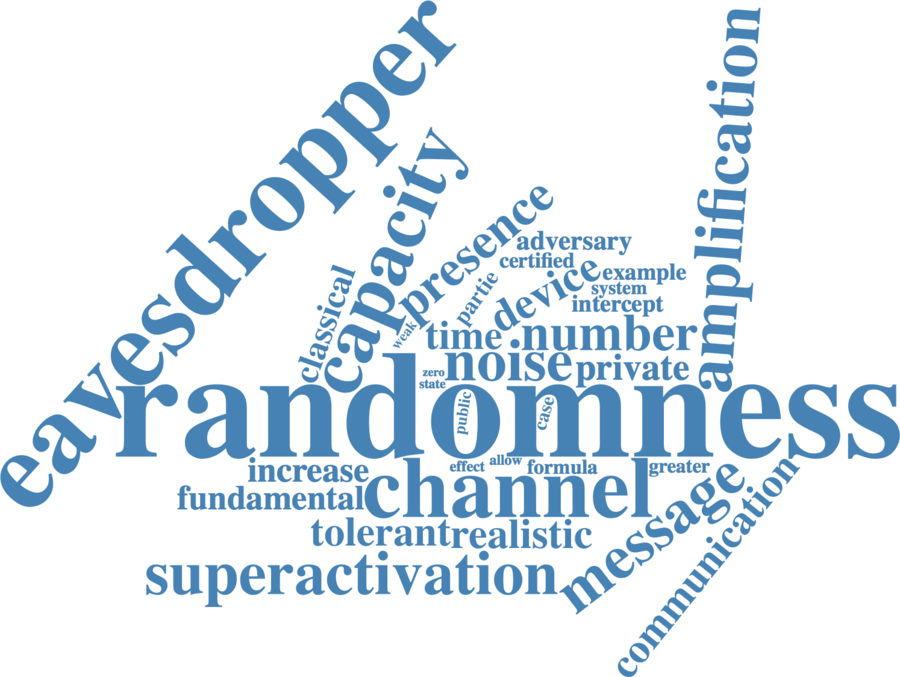 eavesdropper
amplification
capacity
presence
adversary
certified
classical
partie
device
example
system
intercept
weak
time
number
noise
private
zero
state
randomness
public
case
increase
effect
allow
formula
greater
fundamental
channel
message
communication
tolerant
realistic
superactivation